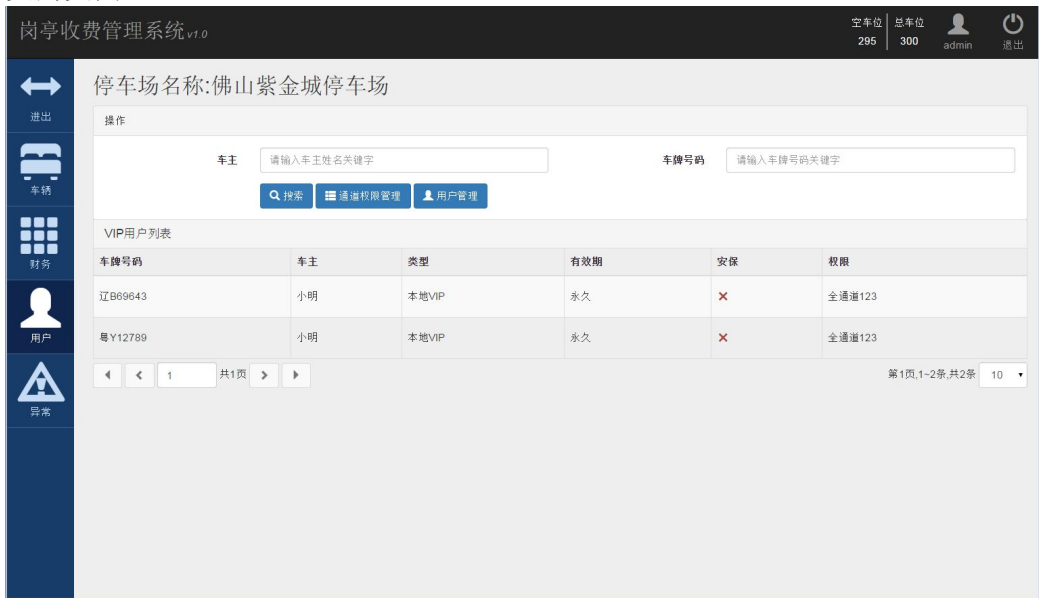 岗亭收费管理系统v1.0
空车位 总车位
295 300 admin 退出
进出
车辆
财务
用户
异常
停车场名称:佛山紫金城停车场
操作
车主 请输入车主姓名关键字 车牌号码 请输入车牌号码关键字
搜索 通道权限管理 用户管理
VIP用户列表
车牌号码 车主 类型 有效期 安保 权限
辽B69643 小明 本地VIP 永久 全通道123
粤Y12789 小明 本地VIP 永久 全通道123
1 共1页 第1页,1~2条,共2条 10